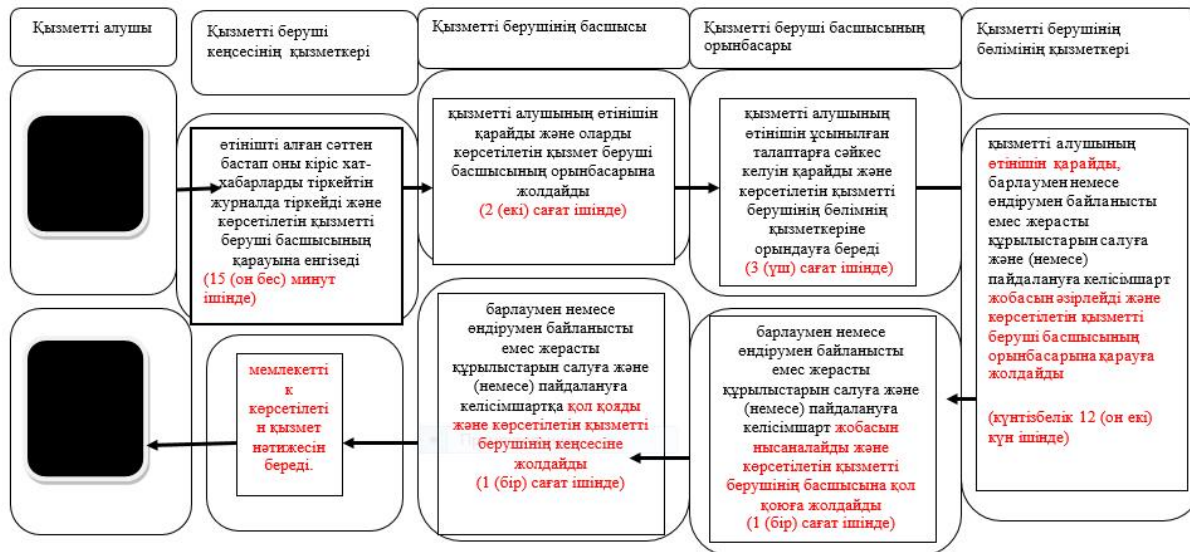 Қызметті алушы
Қызметті беруші
кеңсесінің қызметкері
Қызметті берушінің басшысы
Қызметті беруші басшысының
орынбасары
Қызметті берушінің
бөлімінің қызметкері
өтінішті алған сәттен
бастап оны кіріс хат-
хабарларды тіркейтін
журналда тіркейді және
көрсетілетін қызметті
беруші басшысының
қарауына енгізеді
(15 (он бес) минут
ішінде)
қызметті алушының өтінішін
қарайды және оларды
көрсетілетін қызмет беруші
басшысының орынбасарына
жолдайды
(2 (екі) сағат ішінде)
қызметті алушының
өтінішін ұсынылған
талаптарға сәйкес
келуін қарайды және
көрсетілетін қызметті
берушінің бөлімнің
қызметкеріне
орындауға береді
(3 (үш) сағат ішінде)
қызметті алушының
өтінішін қарайды,
барлаумен немесе
өндірумен байланысты
емес жерасты
құрылыстарын салуға
және (немесе)
пайдалануға келісімшарт
жобасын әзірлейді және
көрсетілетін қызметті
беруші басшысының
орынбасарына қарауға
жолдайды
(күнтізбелік 12 (он екі)
күн ішінде)
барлаумен немесе
өндірумен байланысты
емес жерасты
құрылыстарын салуға және
(немесе) пайдалануға
келісімшарт жобасын
нысаналайды және
көрсетілетін қызметті
берушінің басшысына қол
қоюға жолдайды
(1 (бір) сағат ішінде)
барлаумен немесе
өндірумен байланысты
емес жерасты
құрылыстарын салуға және
(немесе) пайдалануға
келісімшартқа қол қояды
және көрсетілетін қызметті
берушінің кеңсесіне
жолдайды
(1 (бір) сағат ішінде)
мемлекетті
к
көрсетілеті
н қызмет
нәтижесін
береді.